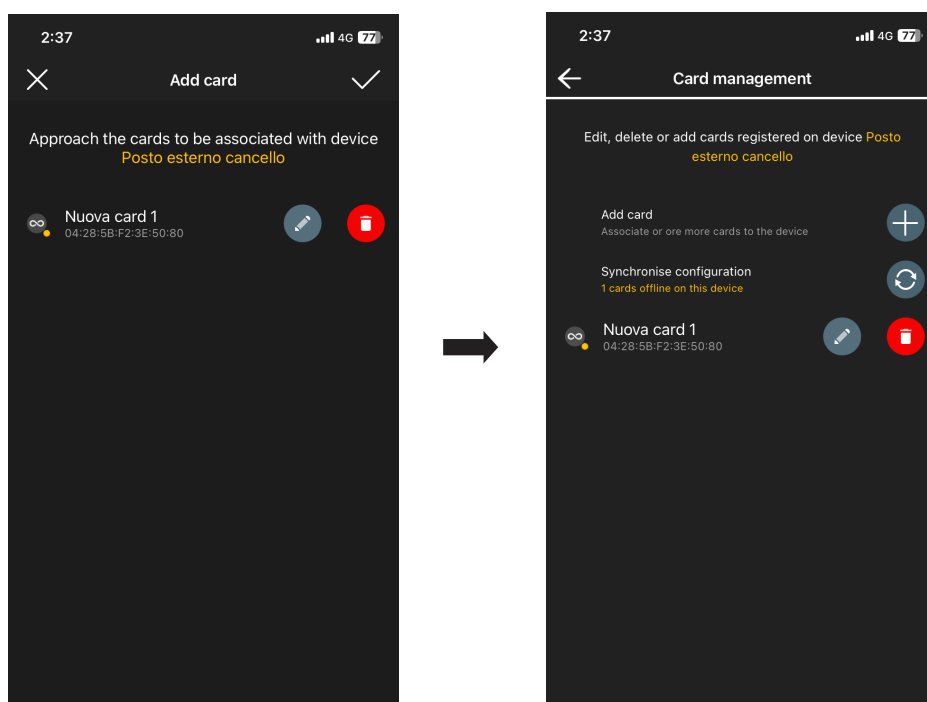 2:37
4G 77
Add card
Approach the cards to be associated with device
Posto esterno cancello
Nuova card 1
04:28:5B:F2:3E:50:80
2:37
4G 77
Card management
Edit, delete or add cards registered on device Posto
esterno cancello
Add card
Associate or ore more cards to the device
Synchronise configuration
1 cards offline on this device
Nuova card 1
04:28:5B:F2:3E:50:80